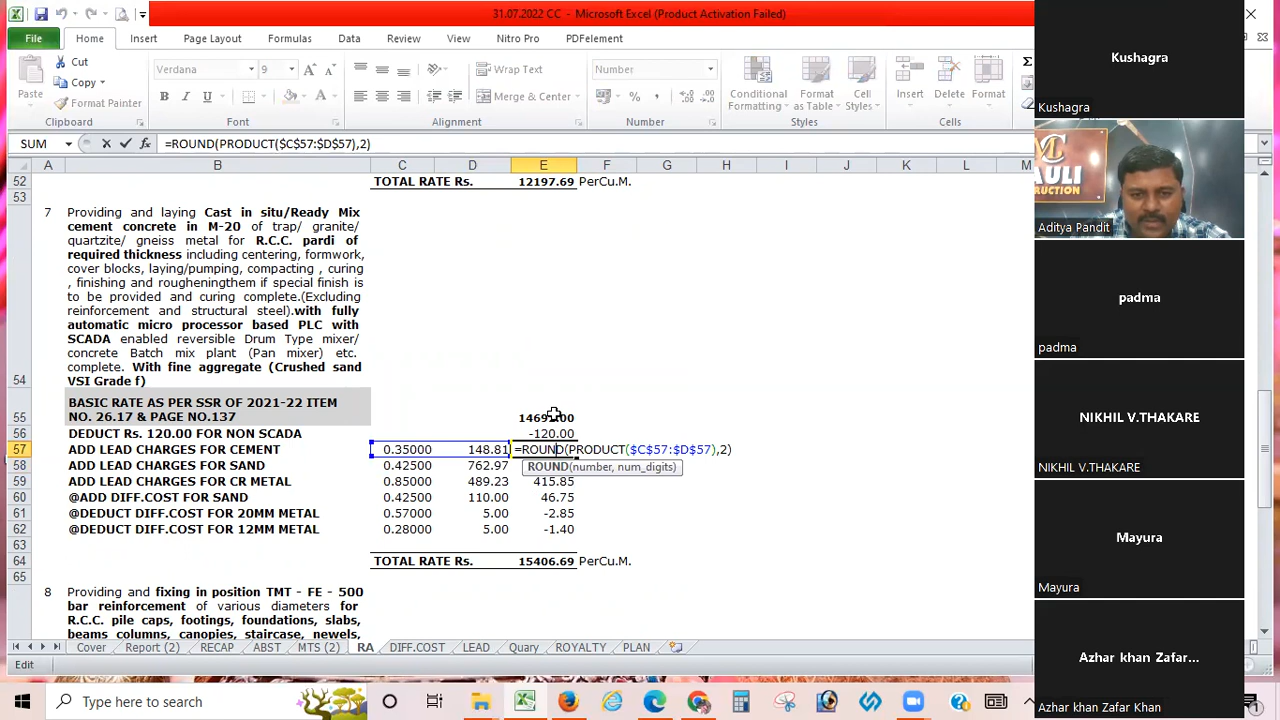 31.07.2022 CC - Microsoft Excel (Product Activation Failed)
File Home Insert Page Layout Formulas Data Review View Nitro Pro PDFelement
Cut
Copy
Format Painter
Paste
Clipboard
Verdana 9
B I U
Font
Wrap Text
Merge & Center
Alignment
Number
Number
Conditional Formatting
Format as Table
Cell Styles
Styles
Insert Delete Format
Cells
SUM =ROUND(PRODUCT($C$57:$D$57),2)
A B C D E F G H I J K L M
52 TOTAL RATE Rs. 12197.69 PerCu.M.
53
7 Providing and laying Cast in situ/Ready Mix
cement concrete in M-20 of trap/ granite/
quartzite/ gneiss metal for R.C.C. pardi of
required thickness including centering, formwork,
cover blocks, laying/pumping, compacting , curing
, finishing and rougheningthem if special finish is
to be provided and curing complete.(Excluding
reinforcement and structural steel).with fully
automatic micro processor based PLC with
SCADA enabled reversible Drum Type mixer/
concrete Batch mix plant (Pan mixer) etc.
complete. With fine aggregate (Crushed sand
54 VSI Grade f)
BASIC RATE AS PER SSR OF 2021-22 ITEM
55 NO. 26.17 & PAGE NO.137
56 DEDUCT Rs. 120.00 FOR NON SCADA -120.00
57 ADD LEAD CHARGES FOR CEMENT 0.35000 148.81 =ROUND(PRODUCT($C$57:$D$57),2)
58 ADD LEAD CHARGES FOR SAND 0.42500 762.97 ROUND(number, num_digits)
59 ADD LEAD CHARGES FOR CR METAL 0.85000 489.23 415.85
60 @ADD DIFF.COST FOR SAND 0.42500 110.00 46.75
61 @DEDUCT DIFF.COST FOR 20MM METAL 0.57000 5.00 -2.85
62 @DEDUCT DIFF.COST FOR 12MM METAL 0.28000 5.00 -1.40
63
64 TOTAL RATE Rs. 15406.69 PerCu.M.
65
8 Providing and fixing in position TMT - FE - 500
bar reinforcement of various diameters for
R.C.C. pile caps, footings, foundations, slabs,
beams columns, canopies, staircase, newels,
Cover Report (2) RECAP ABST MTS (2) RA DIFF.COST LEAD Quary ROYALTY PLAN
Edit
Type here to search
Kushagra
Kushagra
Aditya Pandit
padma
padma
NIKHIL V.THAKARE
NIKHIL V.THAKARE
Mayura
Mayura
Azhar khan Zafar...
Azhar khan Zafar Khan